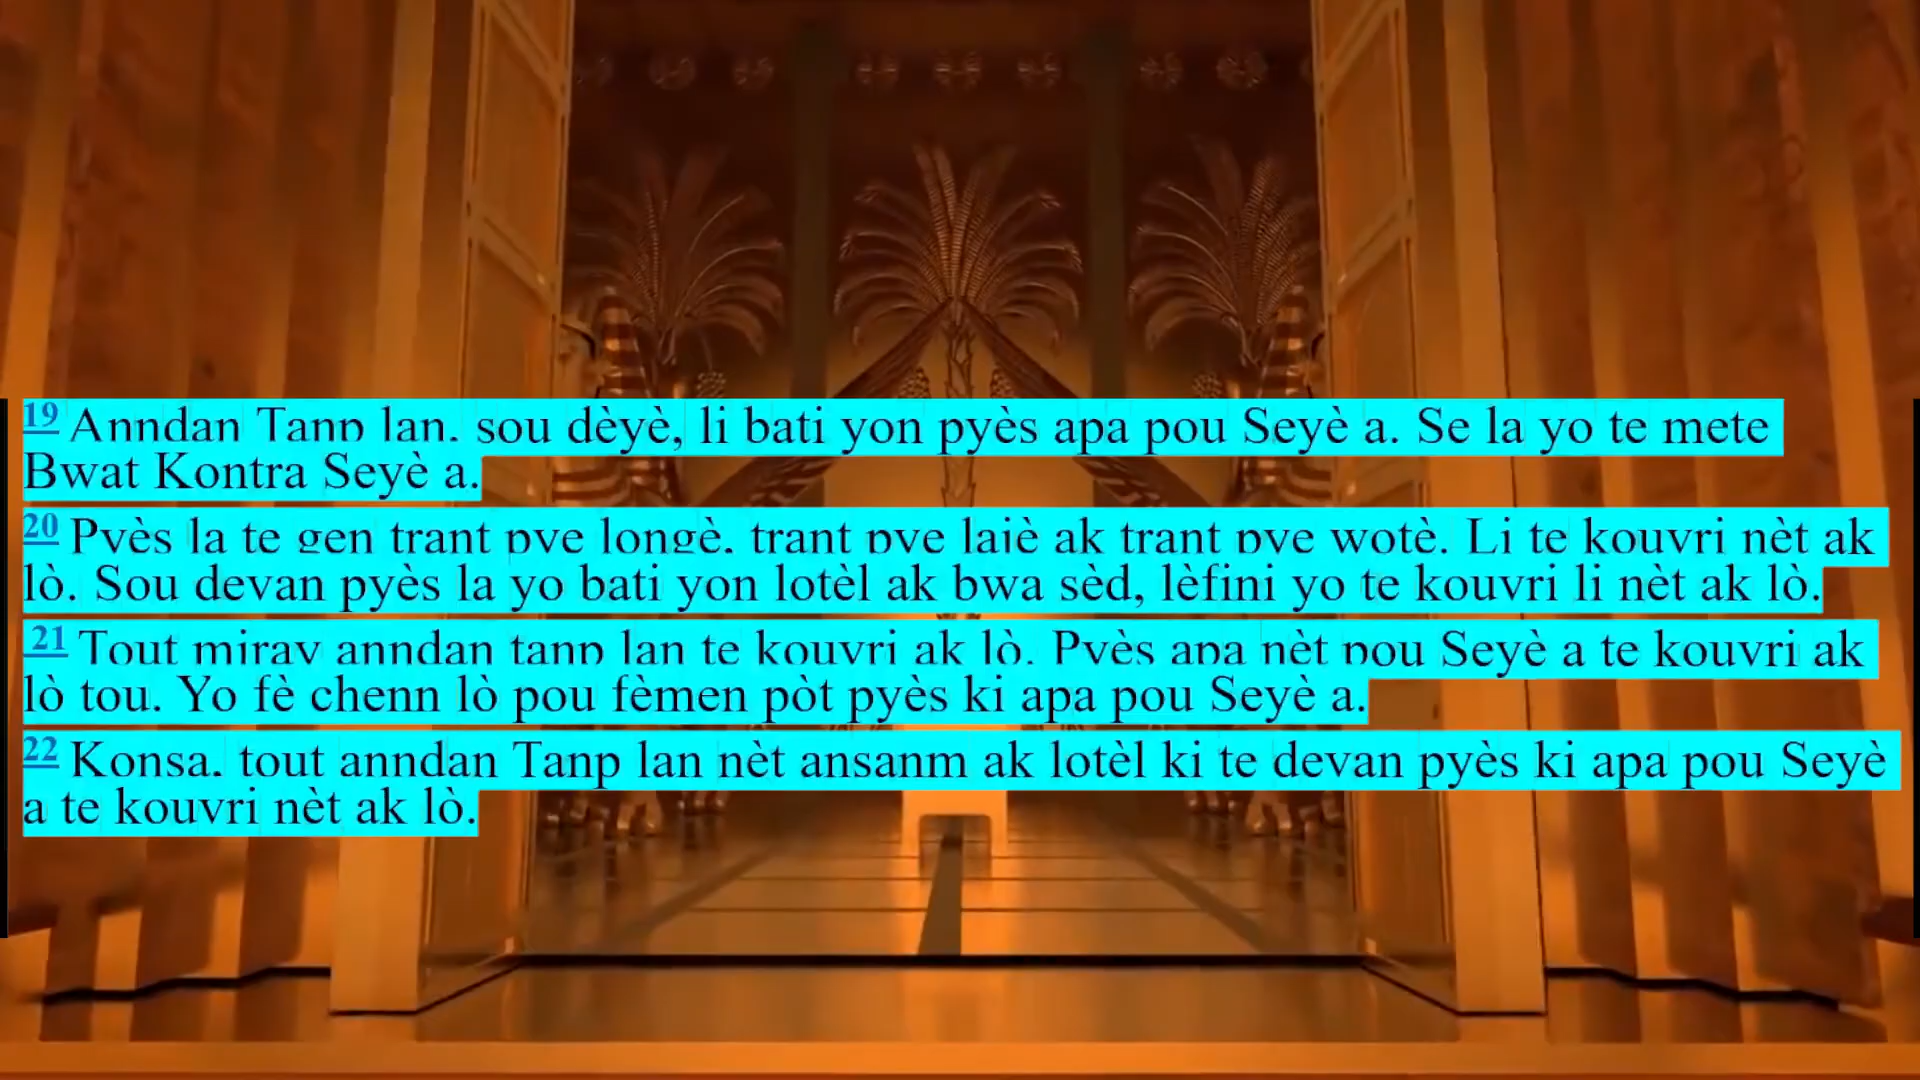 19 Anndan Tanp lan, sou dèyè, li bati yon pyès apa pou Seyè a. Se la yo te mete
Bwat Kontra Seyè a.
20 Pyès la te gen trant pye longè, trant pye lajè ak trant pye wotè. Li te kouvri nèt ak
lò. Sou devan pyès la yo bati yon lotèl ak bwa sèd, lèfini yo te kouvri li nèt ak lò.
21 Tout miray anndan tanp lan te kouvri ak lò. Pyès apa nèt pou Seyè a te kouvri ak
lò tou. Yo fè chenn lò pou fèmen pòt pyès ki apa pou Seyè a.
22 Konsa, tout anndan Tanp lan nèt ansanm ak lotèl ki te devan pyès ki apa pou Seyè
a te kouvri nèt ak lò.